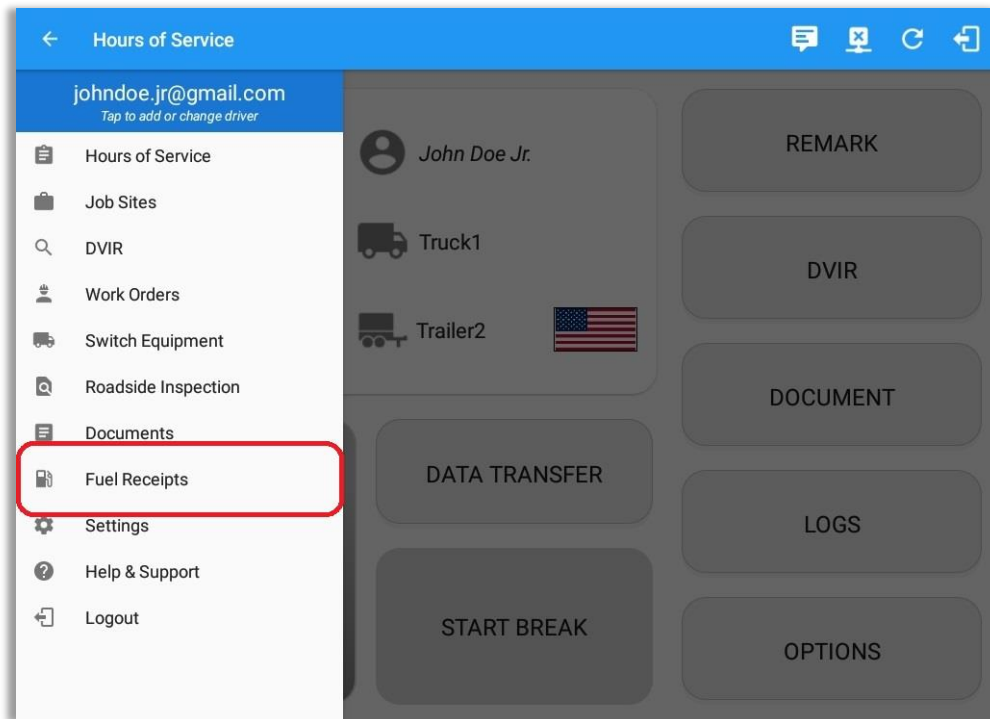 Hours of Service
johndoe.jr@gmail.com
Tap to add or change driver
Hours of Service
Job Sites
DVIR
Work Orders
Switch Equipment
Roadside Inspection
Documents
Fuel Receipts
Settings
Help & Support
Logout
John Doe Jr.
Truck1
Trailer2
DATA TRANSFER
START BREAK
REMARK
DVIR
DOCUMENT
LOGS
OPTIONS